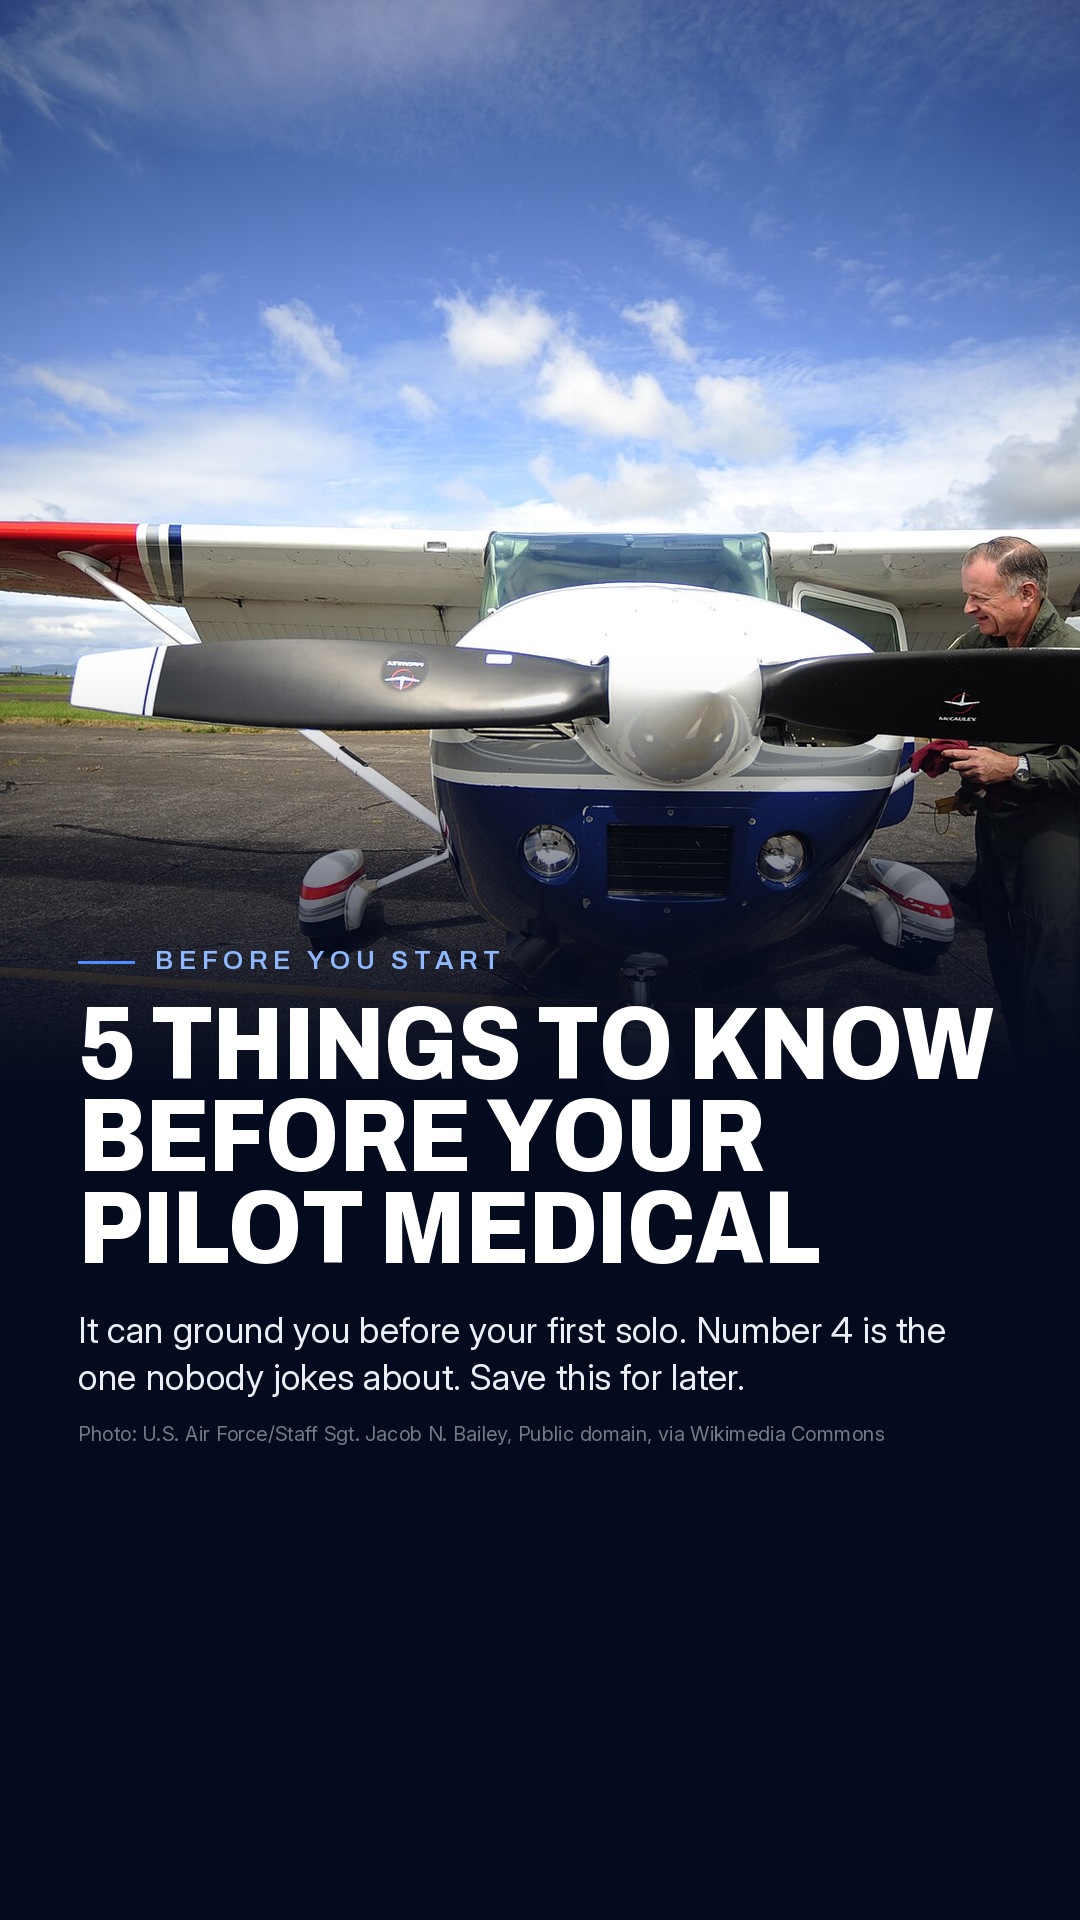 McCAULEY
McCAULEY
BEFORE YOU START
5 THINGS TO KNOW
BEFORE YOUR
PILOT MEDICAL
It can ground you before your first solo. Number 4 is the
one nobody jokes about. Save this for later.
Photo: U.S. Air Force/Staff Sgt. Jacob N. Bailey, Public domain, via Wikimedia Commons